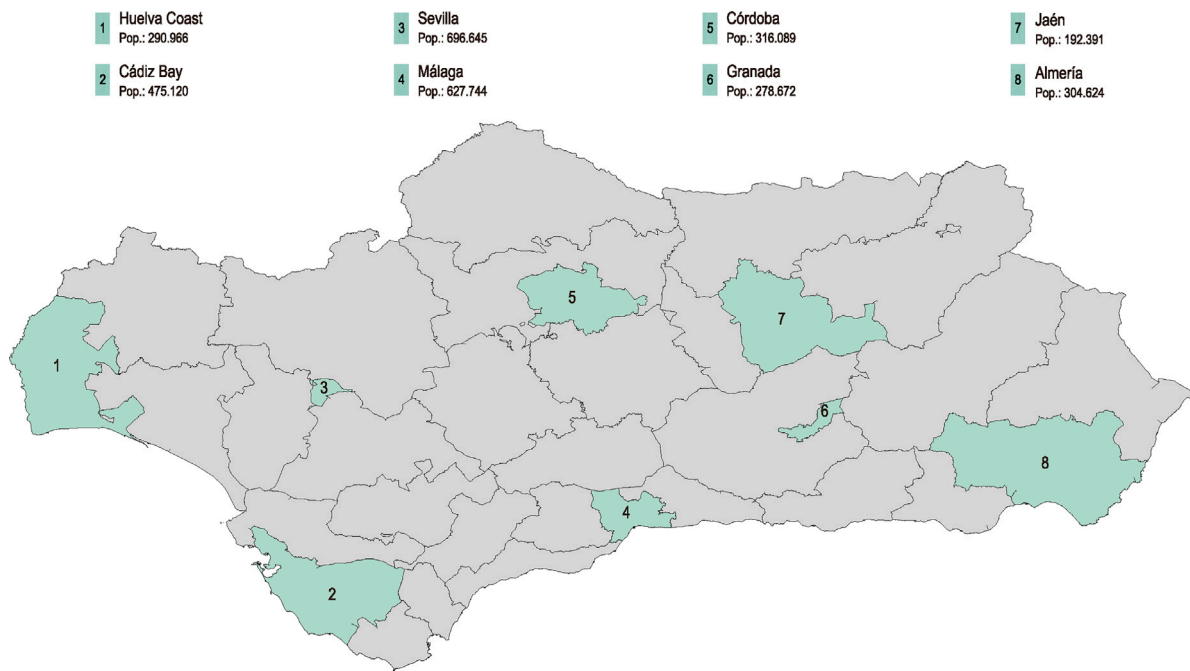 1 Huelva Coast
Pop.: 290.966
3 Sevilla
Pop.: 696.645
5 Córdoba
Pop.: 316.089
7 Jaén
Pop.: 192.391
2 Cádiz Bay
Pop.: 475.120
4 Málaga
Pop.: 627.744
6 Granada
Pop.: 278.672
8 Almería
Pop.: 304.624
5
7
1
3
6
8
4
2